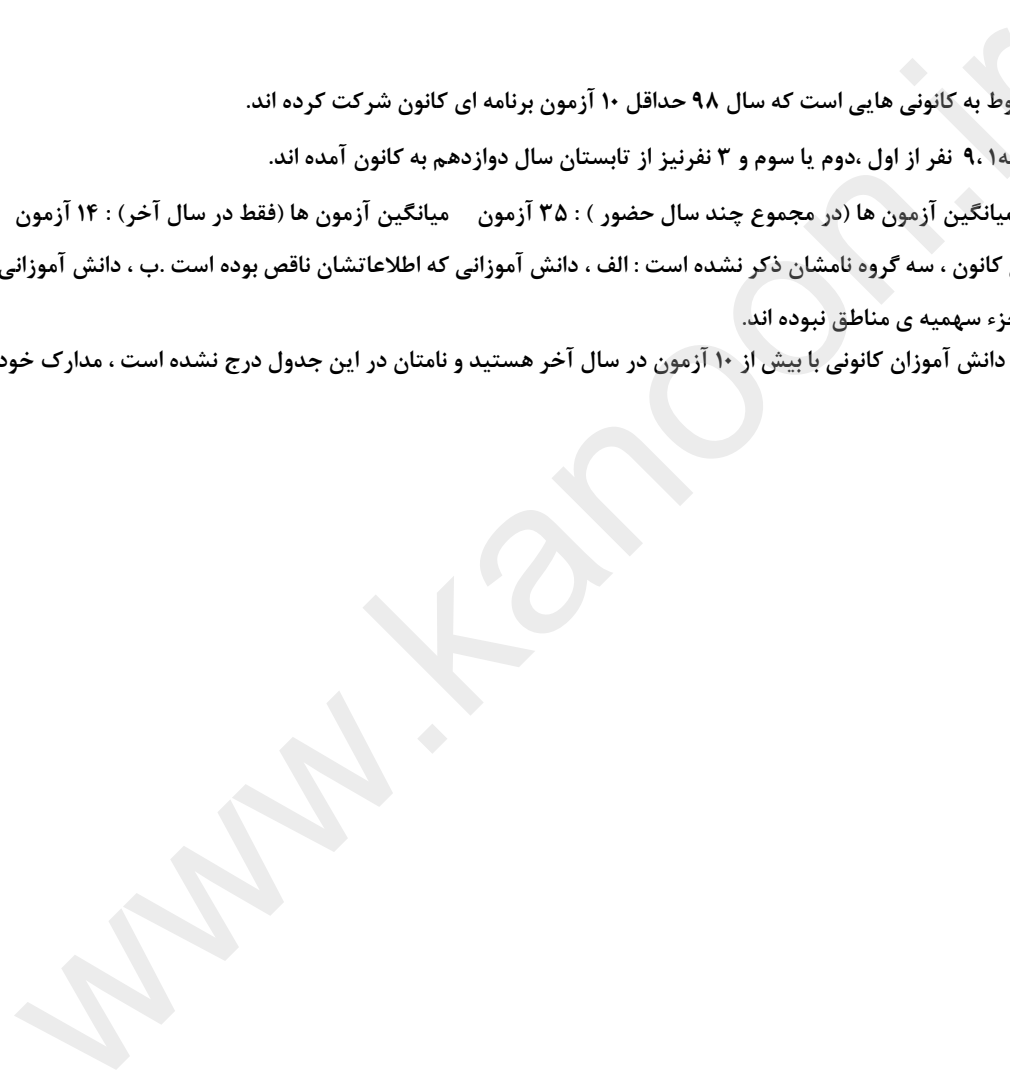 وط به کانونی هایی است که سال ۹۸ حداقل ۱۰ آزمون برنامه ای کانون شرکت کرده اند.
ه۱ ،۹ نفر از اول ،دوم یا سوم و ۳ نفرنیز از تابستان سال دوازدهم به کانون آمده اند.
میانگین آزمون ها (در مجموع چند سال حضور ) : ۳۵ آزمون میانگین آزمون ها (فقط در سال آخر) : ۱۴ آزمون
کانون ، سه گروه نامشان ذکر نشده است : الف ، دانش آموزانی که اطلاعاتشان ناقص بوده است .ب ، دانش آموزانی
جزء سهمیه ی مناطق نبوده اند.
دانش آموزان کانونی با بیش از ۱۰ آزمون در سال آخر هستید و نامتان در این جدول درج نشده است ، مدارک خود
www.kanoon.ir